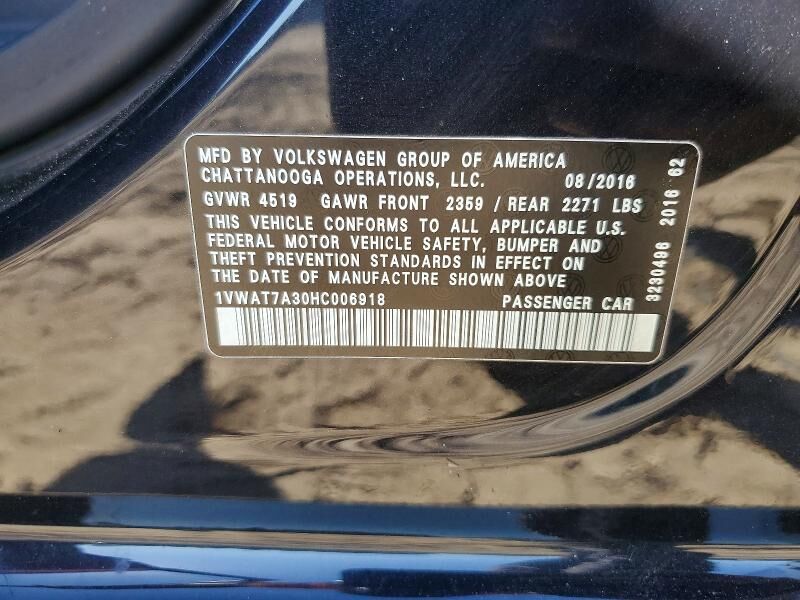 MFD BY VOLKSWAGEN GROUP OF AMERICA
CHATTANOOGA OPERATIONS, LLC. 08/2016
GVWR 4519 GAWR FRONT 2359 / REAR 2271 LBS
THIS VEHICLE CONFORMS TO ALL APPLICABLE U.S.
FEDERAL MOTOR VEHICLE SAFETY, BUMPER AND
THEFT PREVENTION STANDARDS IN EFFECT ON
THE DATE OF MANUFACTURE SHOWN ABOVE
1VWAT7A30HC006918 PASSENGER CAR
3230496 2016 62